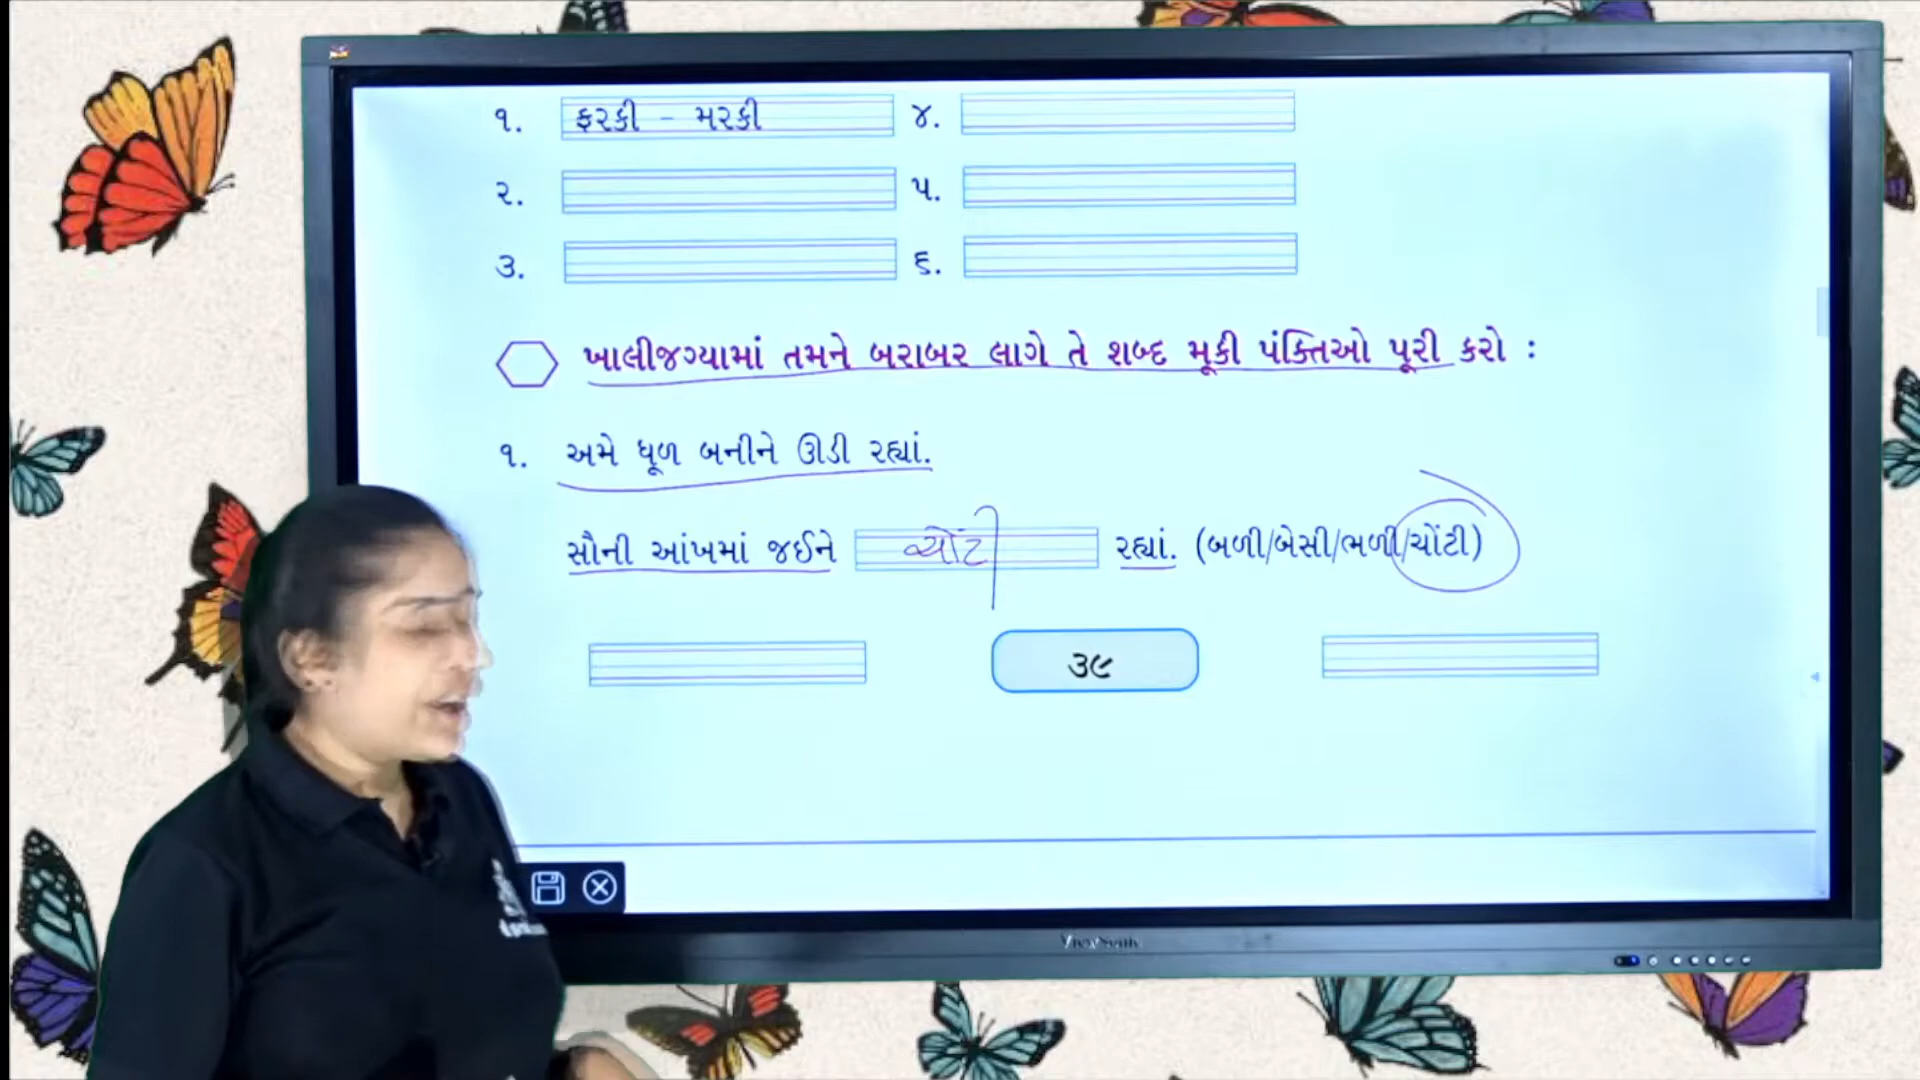 ૧. ફરકી - મરકી ૪.
૨. ૫.
૩. ૬.
ખાલીજગ્યામાં તમને બરાબર લાગે તે શબ્દ મૂકી પંક્તિઓ પૂરી કરો :
૧. અમે ધૂળ બનીને ઊડી રહ્યાં.
સૌની આંખમાં જઈને ચોંટી રહ્યાં. (બળી/બેસી/ભળી/ચોંટી)
૩૯
ViewSonic